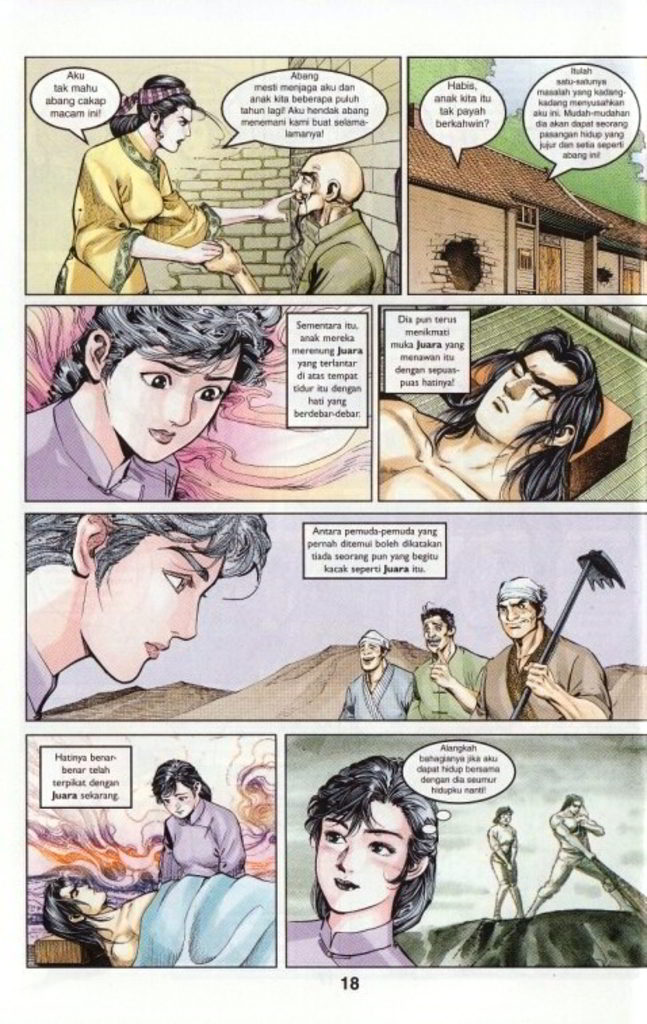 Aku
tak mahu
abang cakap
macam ini!
Abang
mesti menjaga aku dan
anak kita beberapa puluh
tahun lagi! Aku hendak abang
menemani kami buat selama-
lamanya!
Habis,
anak kita itu
tak payah
berkahwin?
Itulah
satu-satunya
masalah yang kadang-
kadang menyusahkan
aku ini. Mudah-mudahan
dia akan dapat
pasangan hidup yang
jujur dan setia seperti
abang ini!
Sementara itu,
anak mereka
merenung Juara
yang terlantar
di atas tempat
tidur itu dengan
hati yang
berdebar-debar.
Dia pun terus
menikmati
muka Juara yang
menawan itu
dengan sepuas-
puas hatinya!
Antara pemuda-pemuda yang
pernah ditemui boleh dikatakan
tiada seorang pun yang begitu
kacak seperti Juara itu.
Hatinya benar-
benar telah
terpikat dengan
Juara sekarang.
Alangkah
bahagianya jika aku
dapat hidup bersama
dengan dia seumur
hidupku nanti!
18